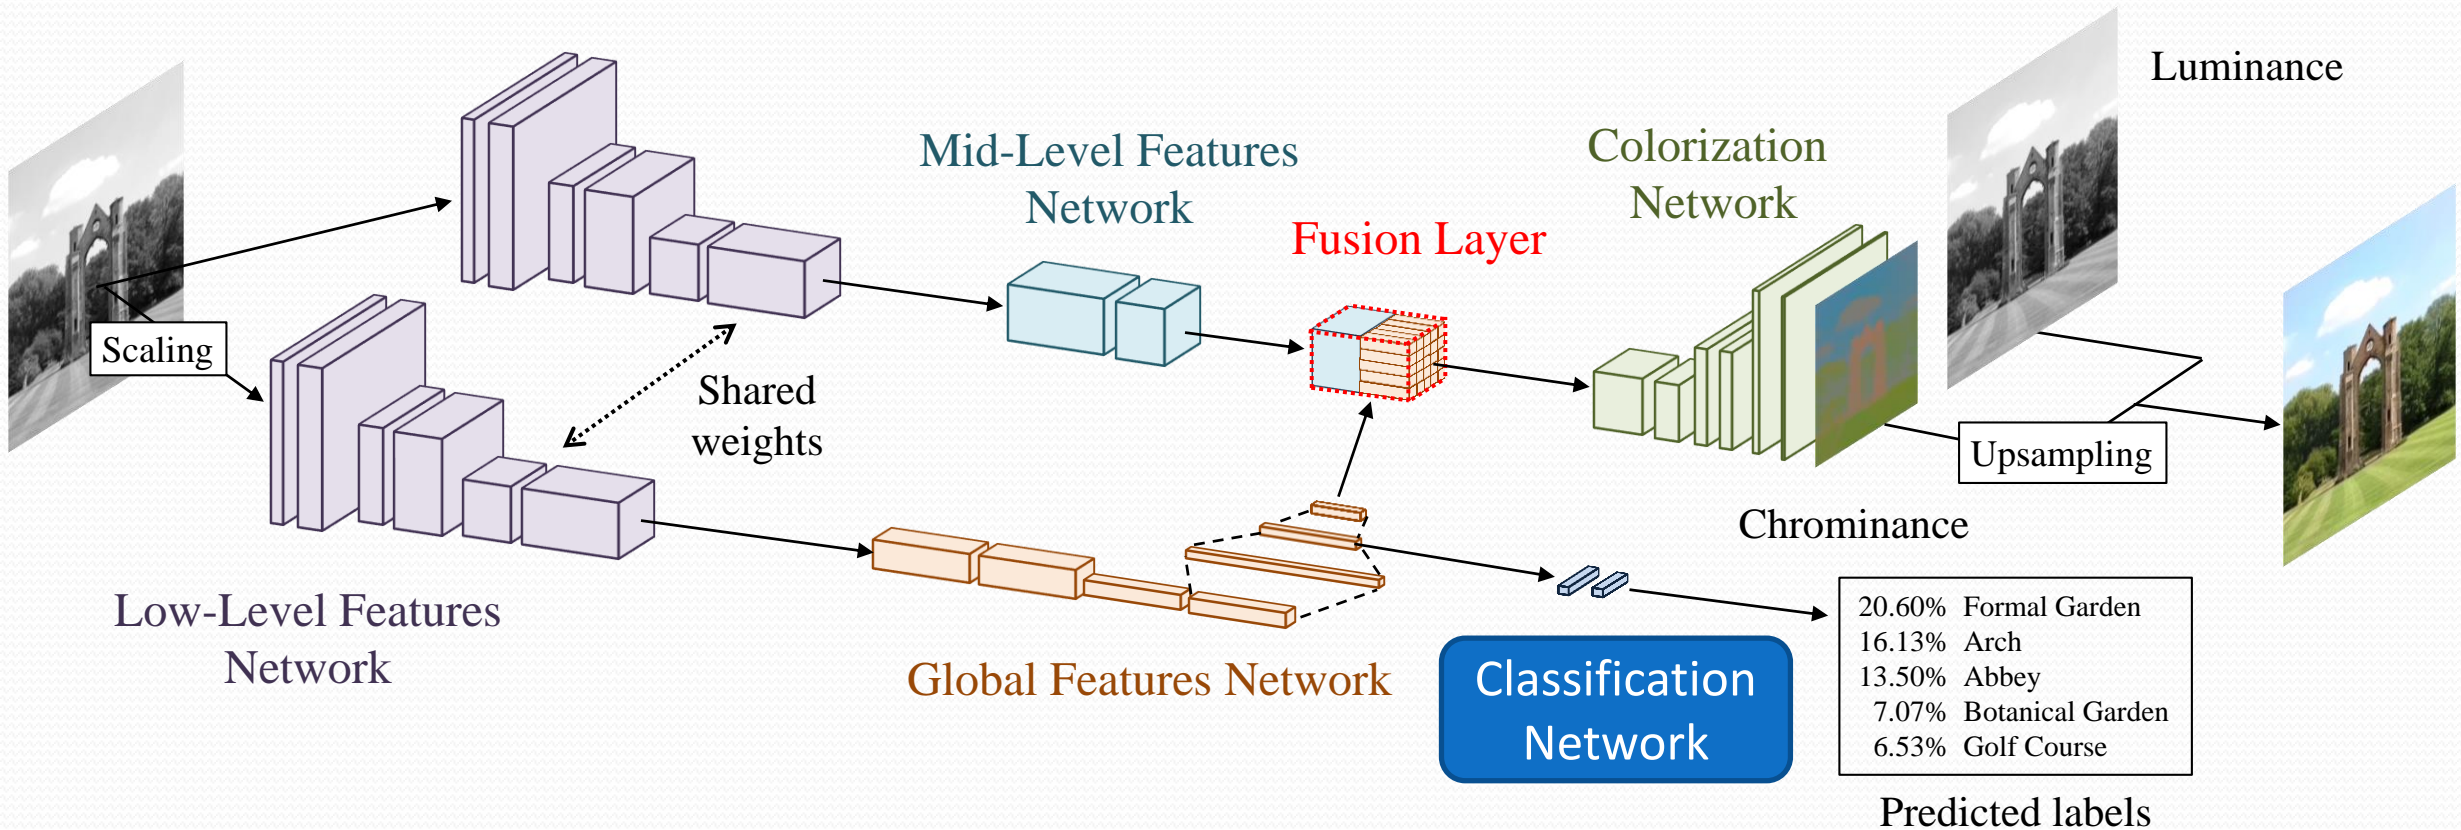 Luminance
Mid-Level Features
Network
Colorization
Network
Fusion Layer
Scaling
Shared
weights
Upsampling
Chrominance
Low-Level Features
Network
Global Features Network
Classification
Network
20.60% Formal Garden
16.13% Arch
13.50% Abbey
7.07% Botanical Garden
6.53% Golf Course
Predicted labels